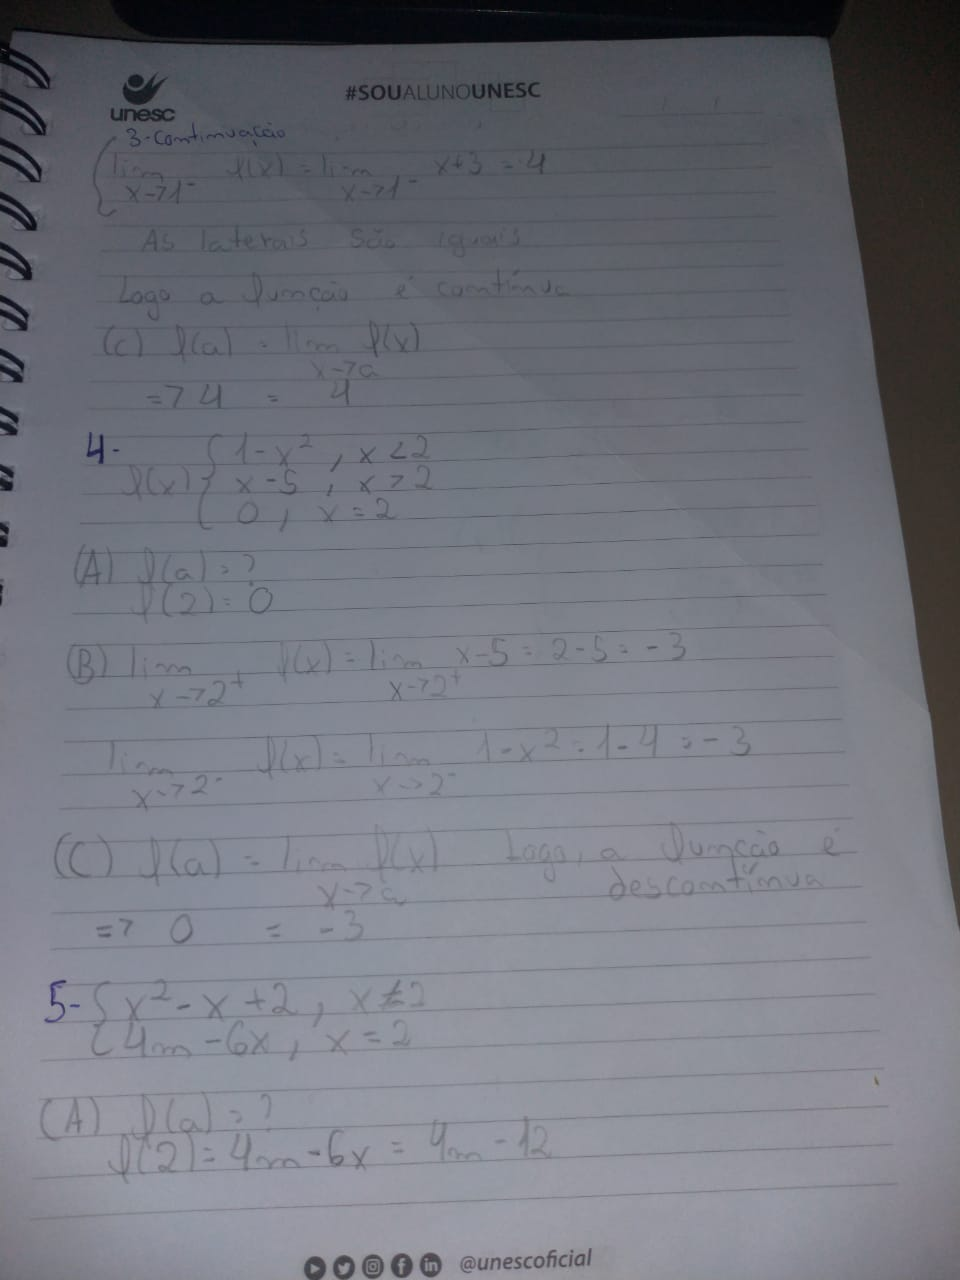 unesc
#SOUALUNOUNESC
3-Continuação
lim x->1⁻ f(x) = lim x->1⁻ x+3 = 4
As laterais são iguais
Logo a função é contínua
(C) f(a) = lim x->a f(x)
=> 4 = 4
4-
f(x) { 1-x², x<2
x-5, x>2
0, x=2
(A) f(a)=?
f(2)=0
(B) lim x->2⁺ f(x) = lim x->2⁺ x-5 = 2-5 = -3
lim x->2⁻ f(x) = lim x->2⁻ 1-x² = 1-4 = -3
(C) f(a) = lim x->a f(x) Logo, a função é
descontínua
=> 0 = -3
5- { x²-x+2, x≠2
4m-6x, x=2
(A) f(a)=?
f(2)=4m-6x=4m-12
@unescoficial